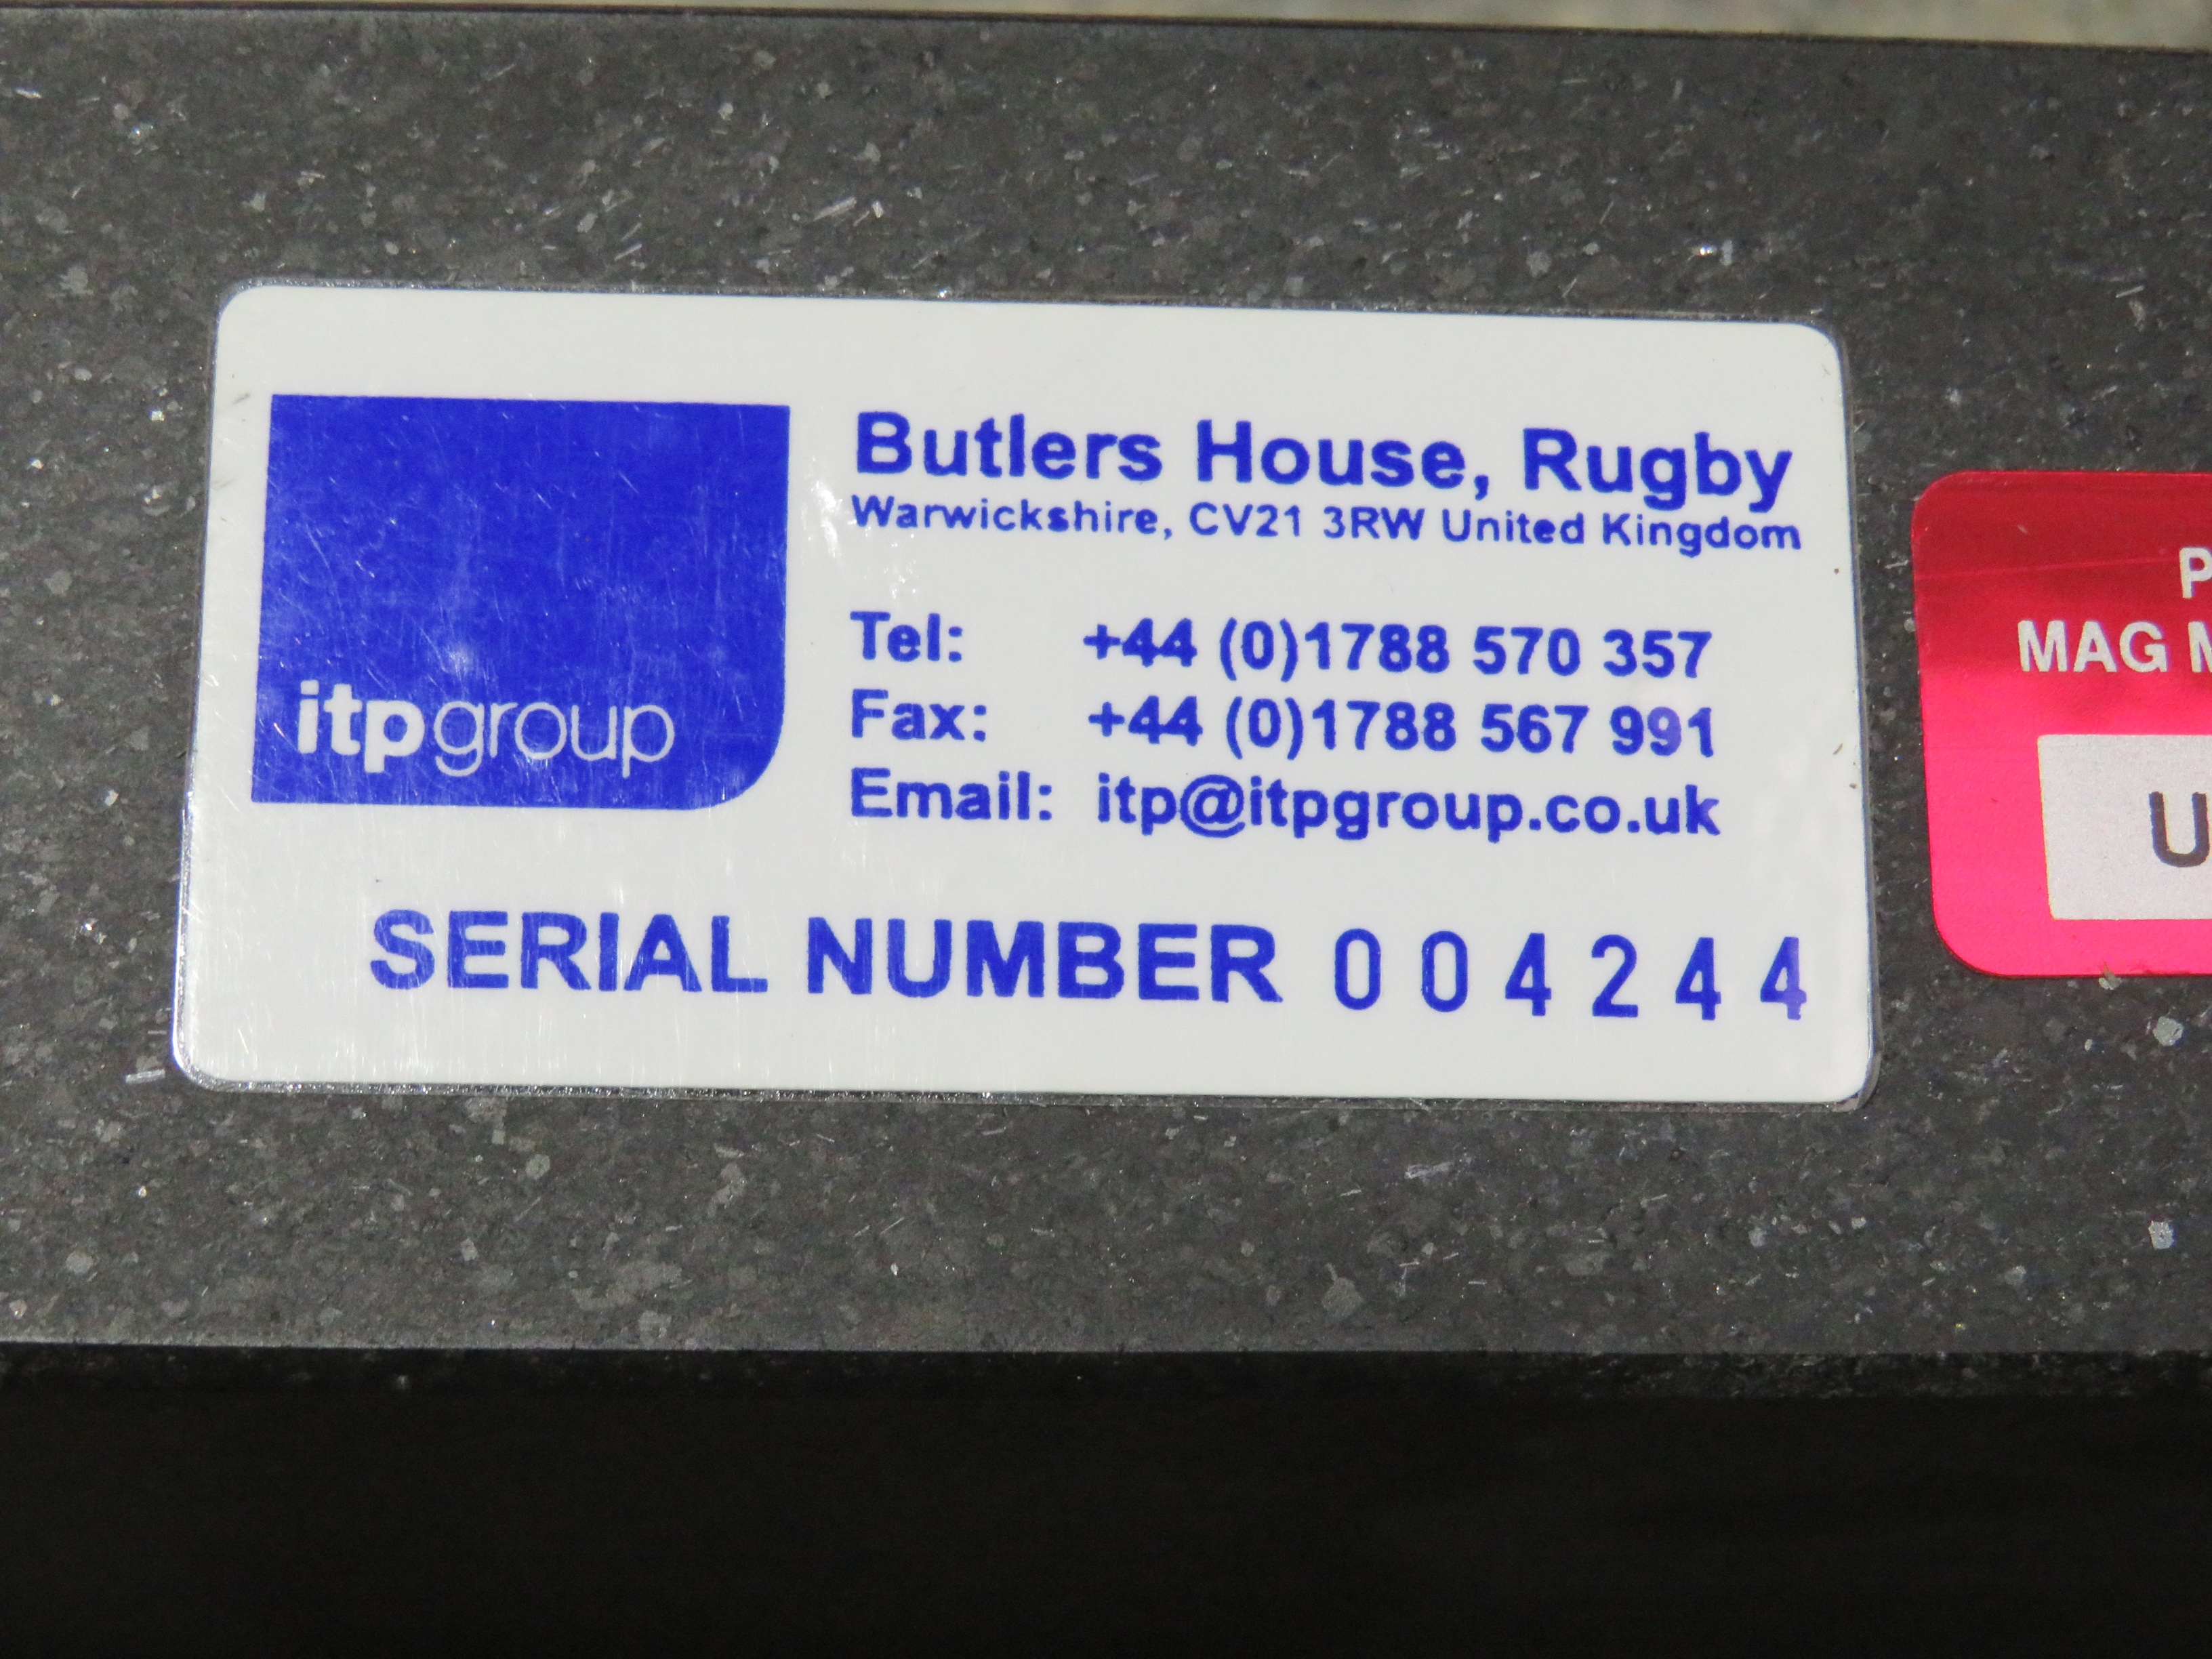 Butlers House, Rugby
Warwickshire, CV21 3RW United Kingdom
Tel: +44 (0)1788 570 357
Fax: +44 (0)1788 567 991
Email: itp@itpgroup.co.uk
itpgroup
SERIAL NUMBER 004244
MAG